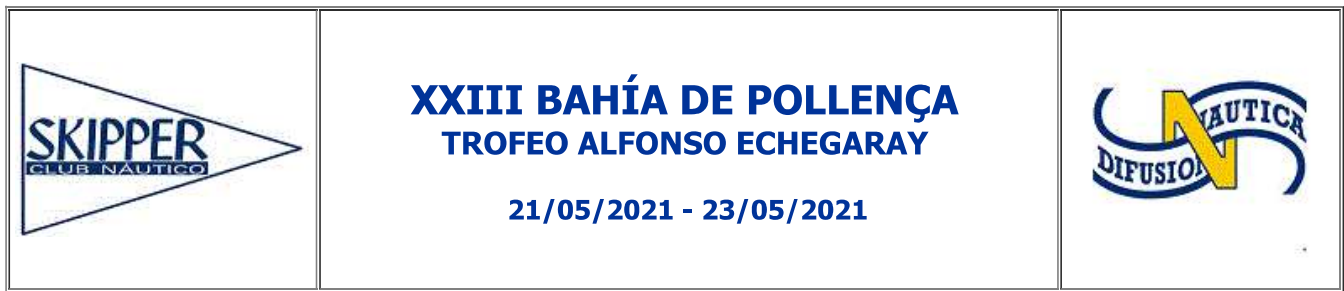 SKIPPER
CLUB NAUTICO
XXIII BAHÍA DE POLLENÇA
TROFEO ALFONSO ECHEGARAY
21/05/2021 - 23/05/2021
NAUTICA
DIFUSION